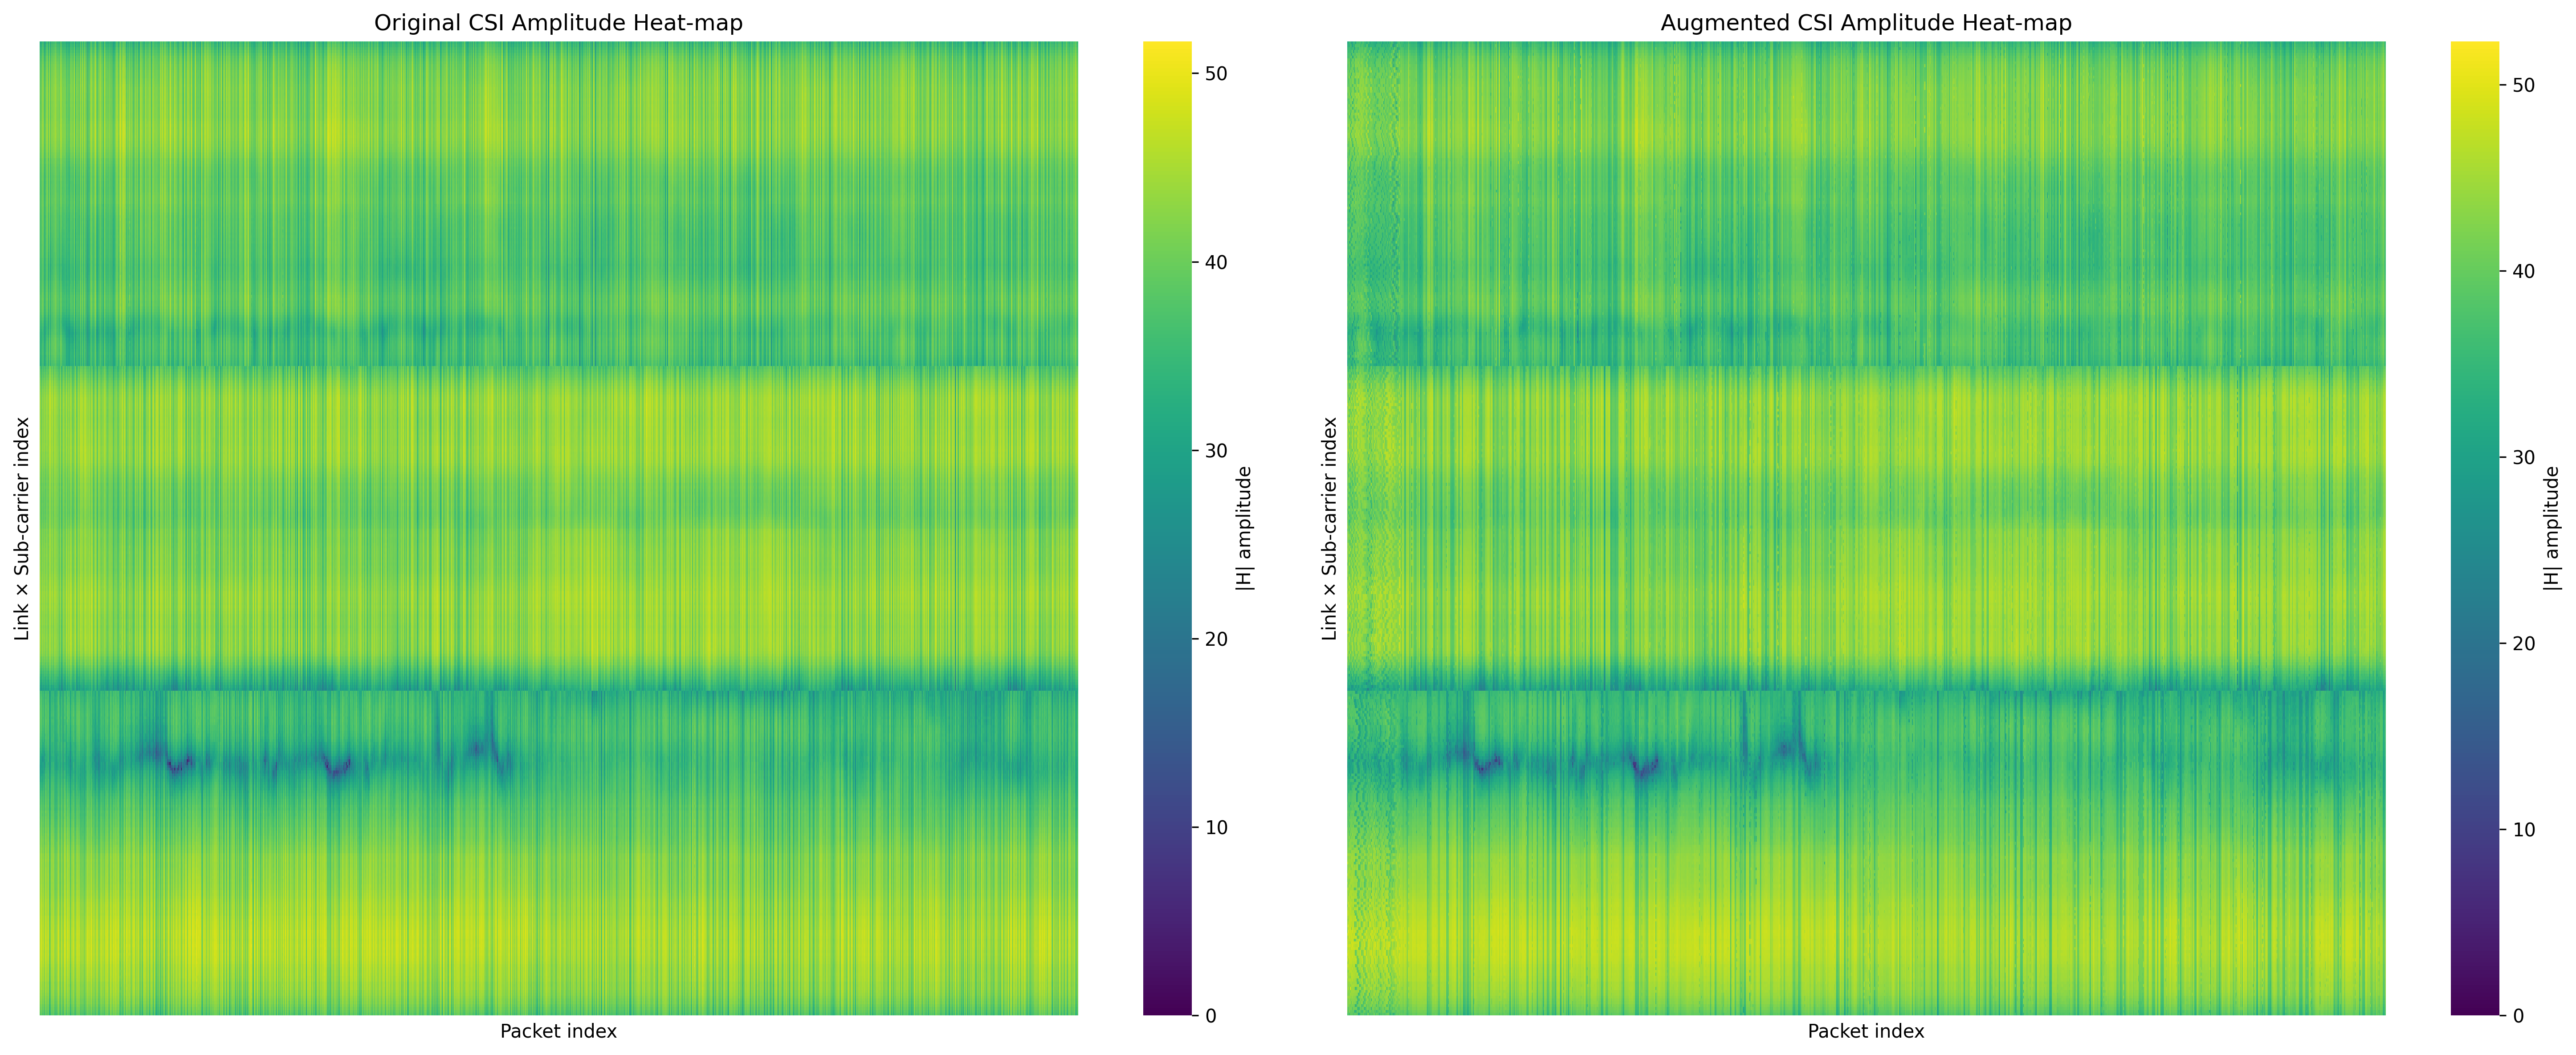 Original CSI Amplitude Heat-map
Link × Sub-carrier index
Packet index
50
40
30
20
10
0
|H| amplitude
Augmented CSI Amplitude Heat-map
Link × Sub-carrier index
Packet index
50
40
30
20
10
0
|H| amplitude